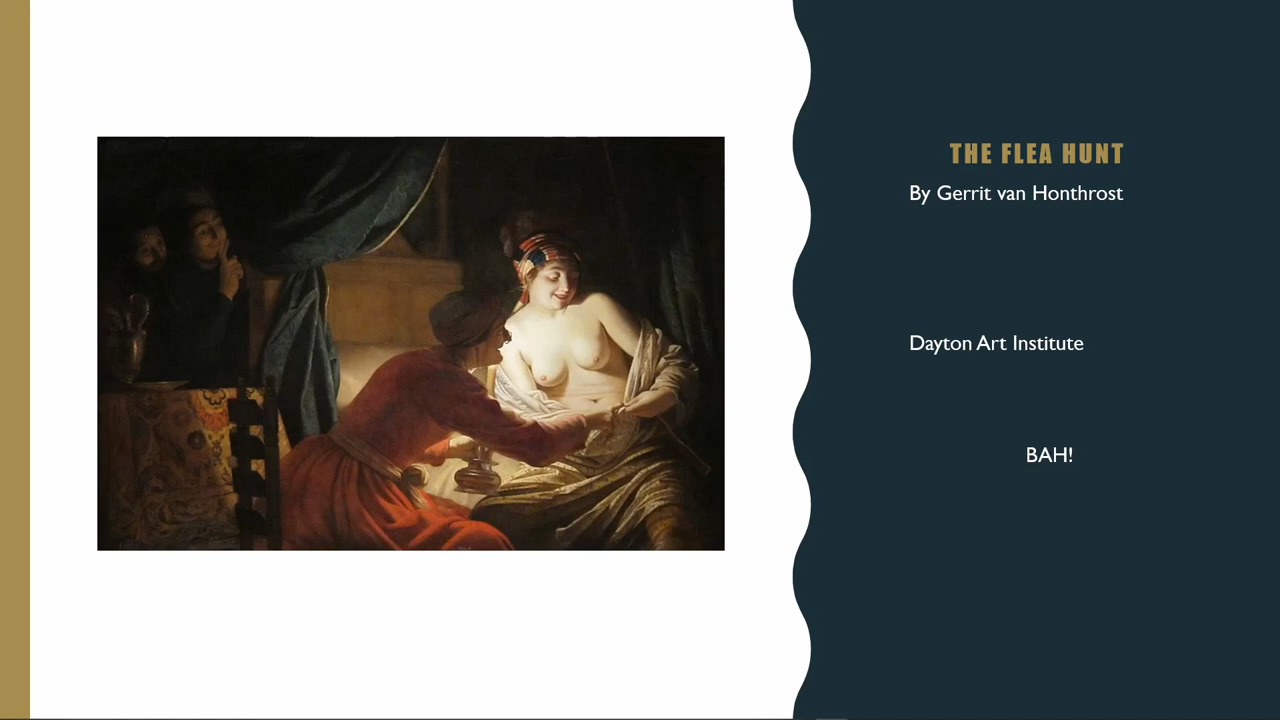 THE FLEA HUNT
By Gerrit van Honthrost
Dayton Art Institute
BAH!